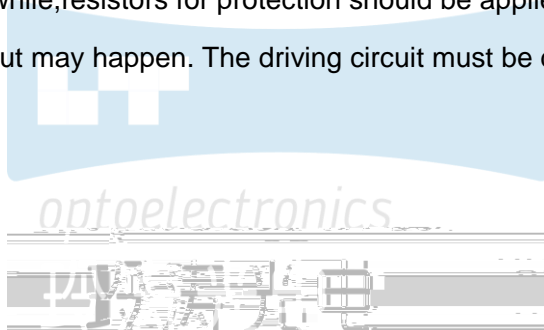 while,resistors for protection should be applie
ut may happen. The driving circuit must be
optoelectronics